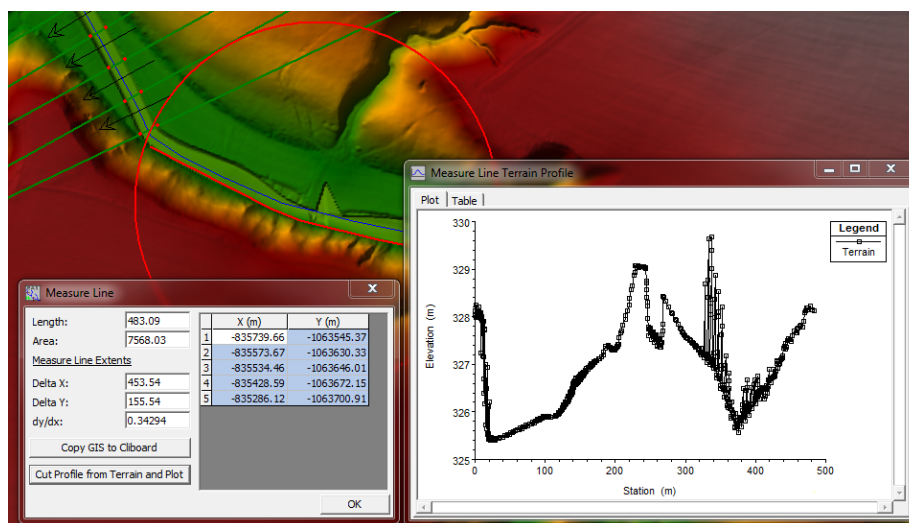 Measure Line Terrain Profile
Plot Table
330
329
328
327
326
325
Elevation (m)
0 100 200 300 400 500
Station (m)
Legend
Terrain
Measure Line
Length: 483.09
Area: 7568.03
Measure Line Extents
Delta X: 453.54
Delta Y: 155.54
dy/dx: 0.34294
Copy GIS to Cliboard
Cut Profile from Terrain and Plot
X (m) Y (m)
1 -835739.66 -1063545.37
2 -835573.67 -1063630.33
3 -835534.46 -1063646.01
4 -835428.59 -1063672.15
5 -835286.12 -1063700.91
OK